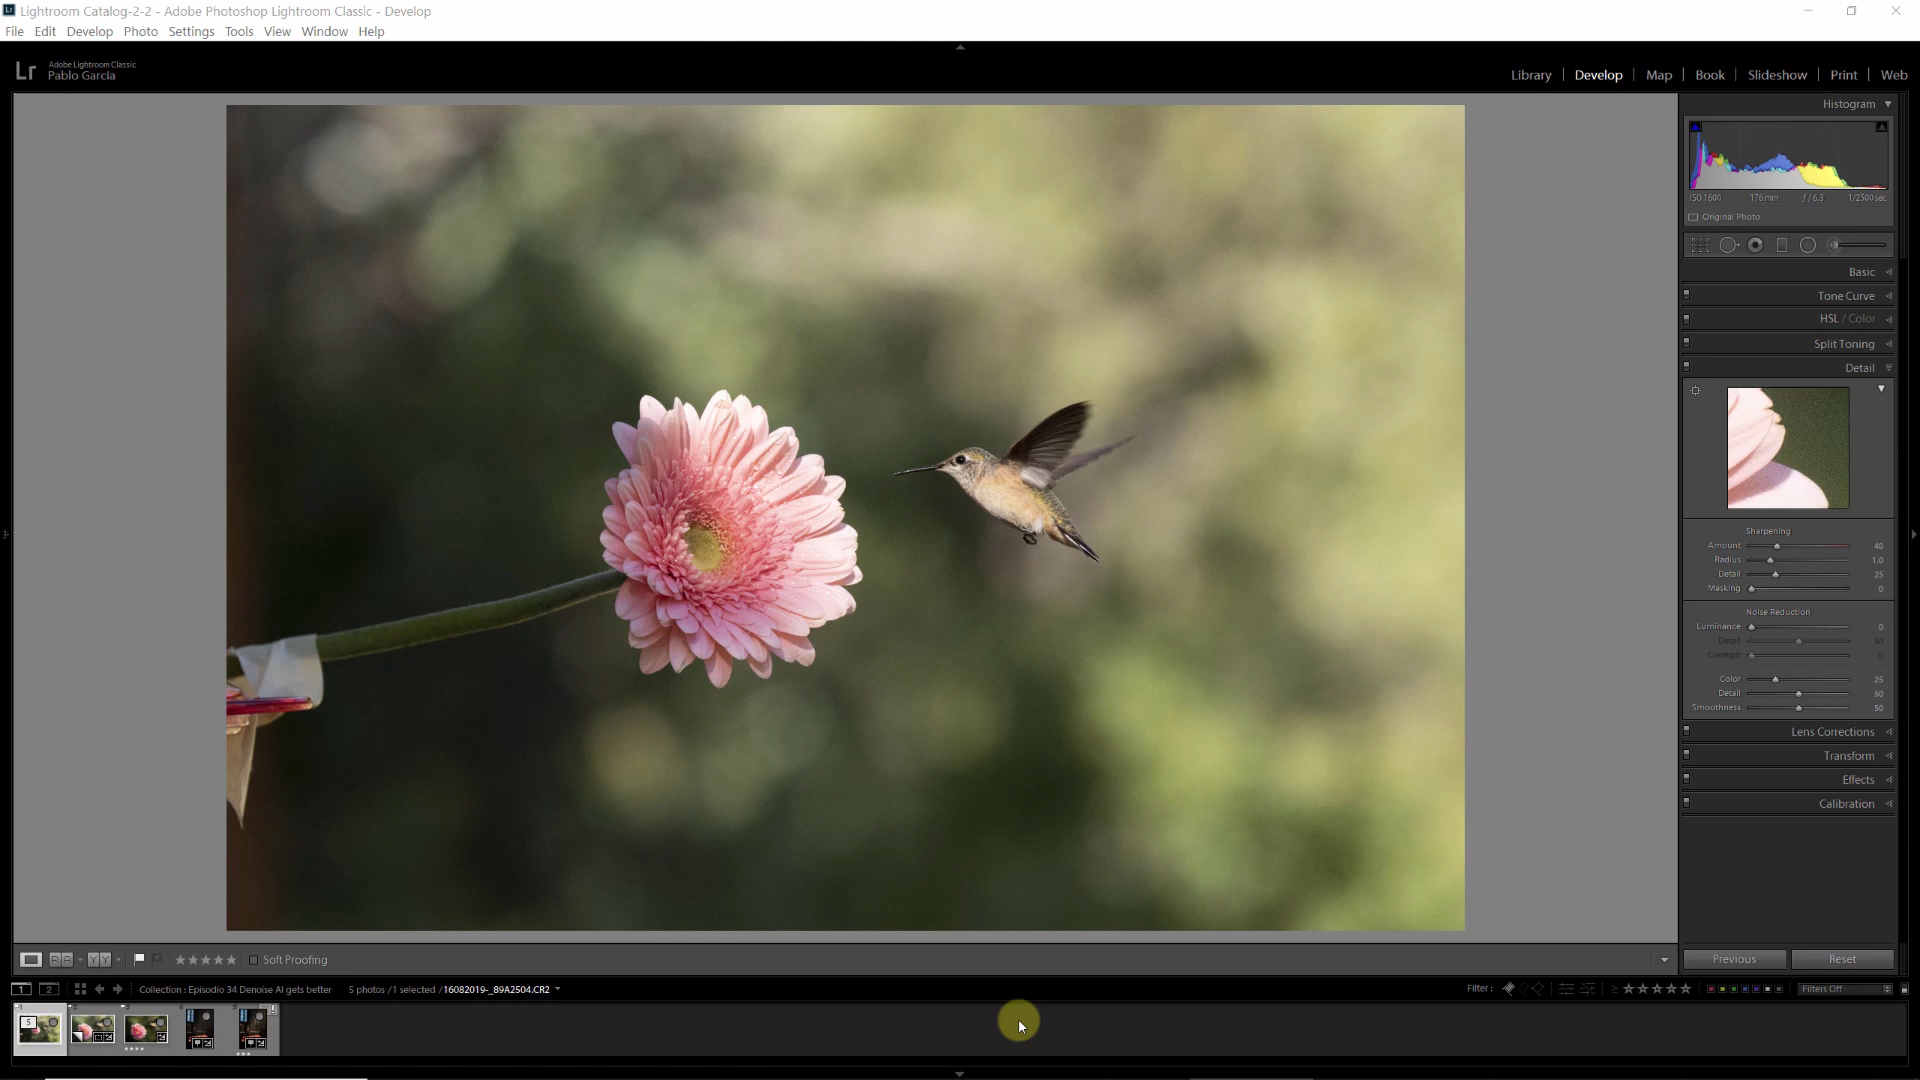 Lightroom Catalog-2-2 - Adobe Photoshop Lightroom Classic - Develop
File Edit Develop Photo Settings Tools View Window Help
Lr Adobe Lightroom Classic
Pablo Garcia
Library | Develop | Map | Book | Slideshow | Print | Web
Histogram
ISO 1600 176 mm f / 6.3 1/2500 sec
Original Photo
Basic
Tone Curve
HSL / Color
Split Toning
Detail
Sharpening
Amount 40
Radius 1.0
Detail 25
Masking 0
Noise Reduction
Luminance 0
Detail 50
Contrast 0
Color 25
Detail 50
Smoothness 50
Lens Corrections
Transform
Effects
Calibration
Soft Proofing
Previous Reset
1 2 Collection : Episodio 34 Denoise AI gets better 5 photos / 1 selected / 16082019-_89A2504.CR2 Filter : Filters Off
5